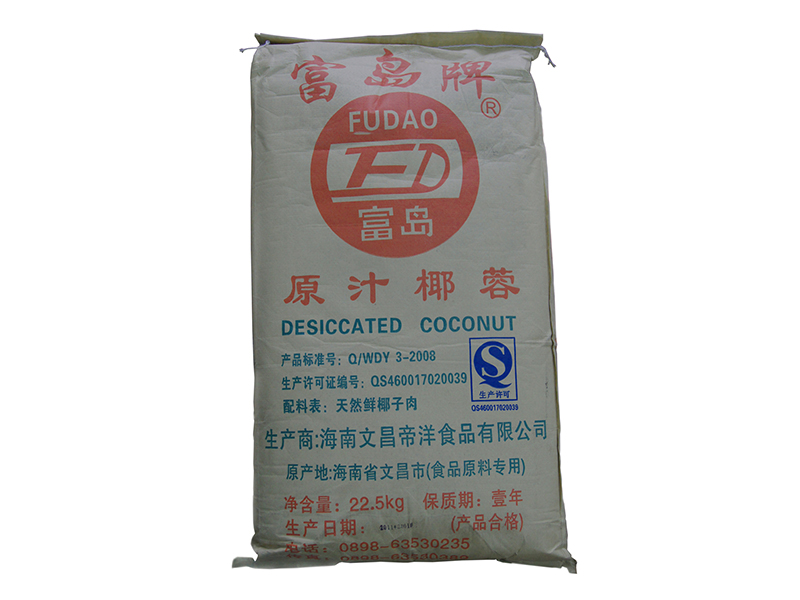 富岛牌®
FUDAO
FD
富岛
原汁椰蓉
DESICCATED COCONUT
产品标准号：Q/WDY 3-2008
生产许可证编号：QS460017020039
配料表：天然鲜椰子肉
QS
生产许可
QS460017020039
生产商:海南文昌帝洋食品有限公司
原产地:海南省文昌市(食品原料专用)
净含量：22.5kg 保质期：壹年
生产日期： (产品合格)
电话：0898-63530235